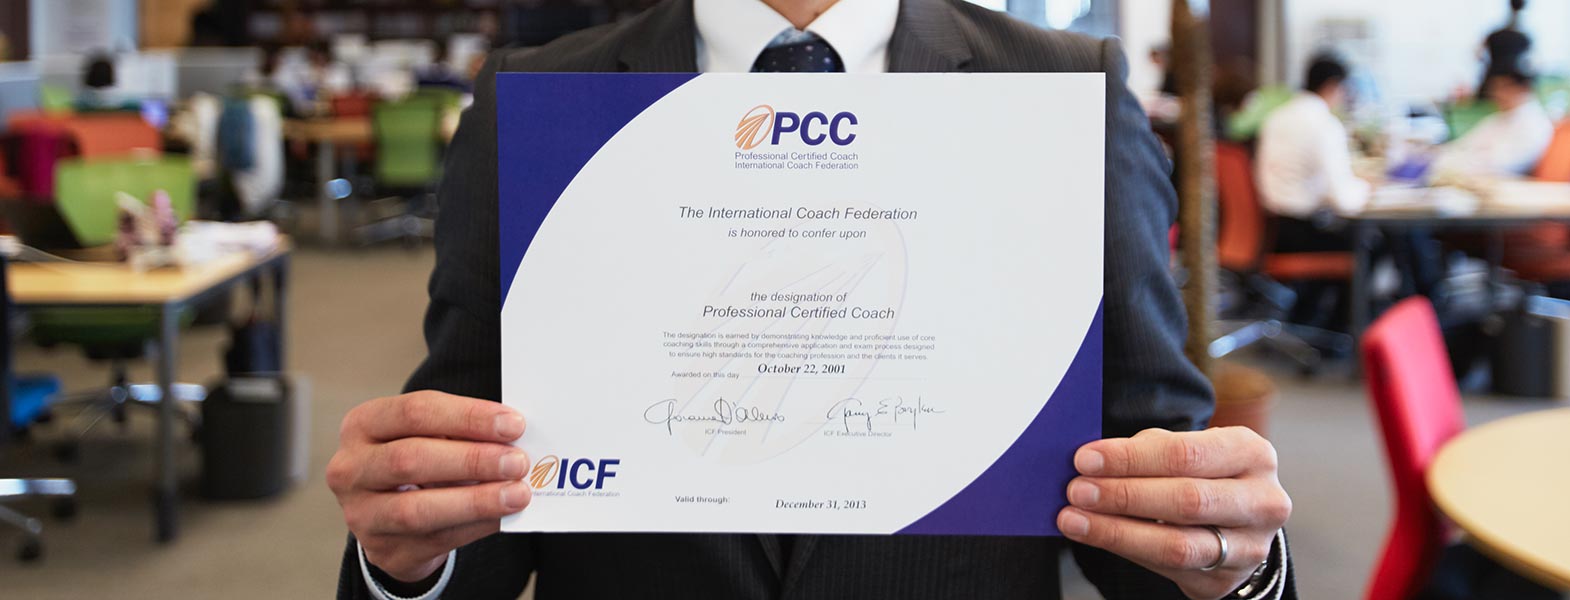 PCC
Professional Certified Coach
International Coach Federation
The International Coach Federation
is honored to confer upon
the designation of
Professional Certified Coach
The designation is earned by demonstrating knowledge and proficient use of core
coaching skills through a comprehensive application and exam process designed
to ensure high standards for the coaching profession and the clients it serves.
Awarded on this day October 22, 2001
ICF President
ICF Executive Director
ICF
International Coach Federation
Valid through: December 31, 2013